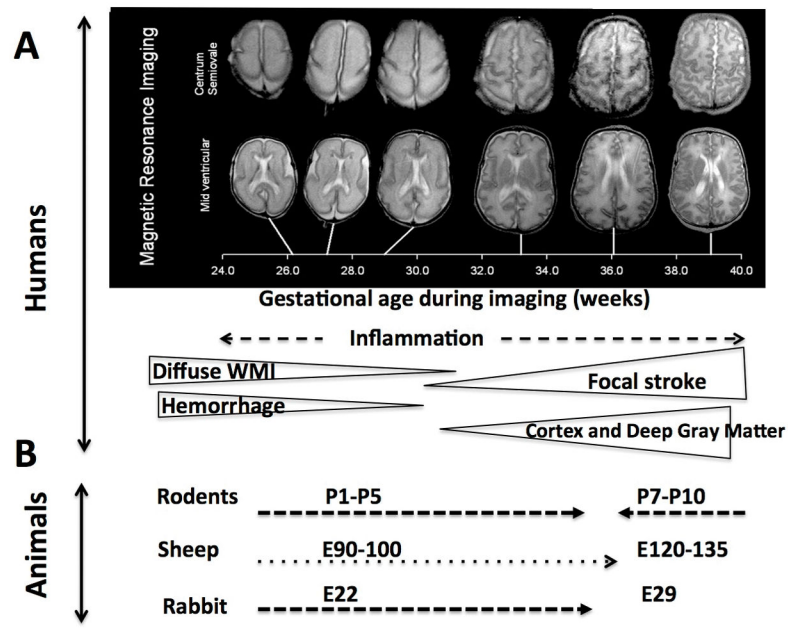 A
Magnetic Resonance Imaging
Centrum
Semiovale
Mid ventricular
24.0 26.0 28.0 30.0 32.0 34.0 36.0 38.0 40.0
Gestational age during imaging (weeks)
Humans
Inflammation
Diffuse WMI
Focal stroke
Hemorrhage
Cortex and Deep Gray Matter
B
Animals
Rodents P1-P5 P7-P10
Sheep E90-100 E120-135
Rabbit E22 E29